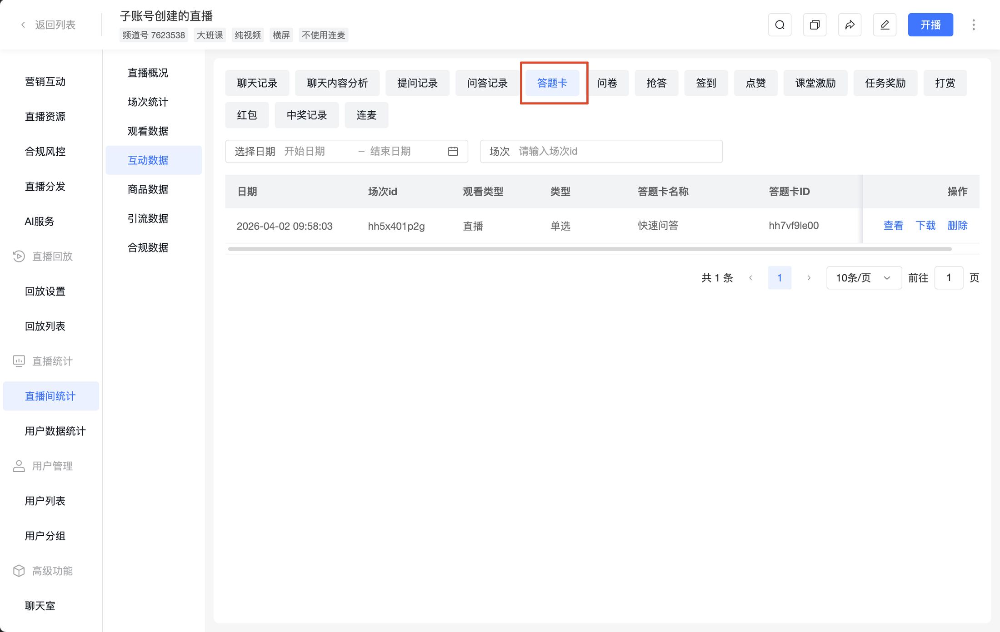 返回列表
子账号创建的直播
频道号 7623538 大班课 纯视频 横屏 不使用连麦
开播
营销互动
直播资源
合规风控
直播分发
AI服务
直播回放
回放设置
回放列表
直播统计
直播间统计
用户数据统计
用户管理
用户列表
用户分组
高级功能
聊天室
直播概况
场次统计
观看数据
互动数据
商品数据
引流数据
合规数据
聊天记录 聊天内容分析 提问记录 问答记录 答题卡 问卷 抢答 签到 点赞 课堂激励 任务奖励 打赏
红包 中奖记录 连麦
选择日期 开始日期 – 结束日期 场次 请输入场次id
日期 场次id 观看类型 类型 答题卡名称 答题卡ID 操作
2026-04-02 09:58:03 hh5x401p2g 直播 单选 快速问答 hh7vf9le00 查看 下载 删除
共 1 条 1 10条/页 前往 1 页